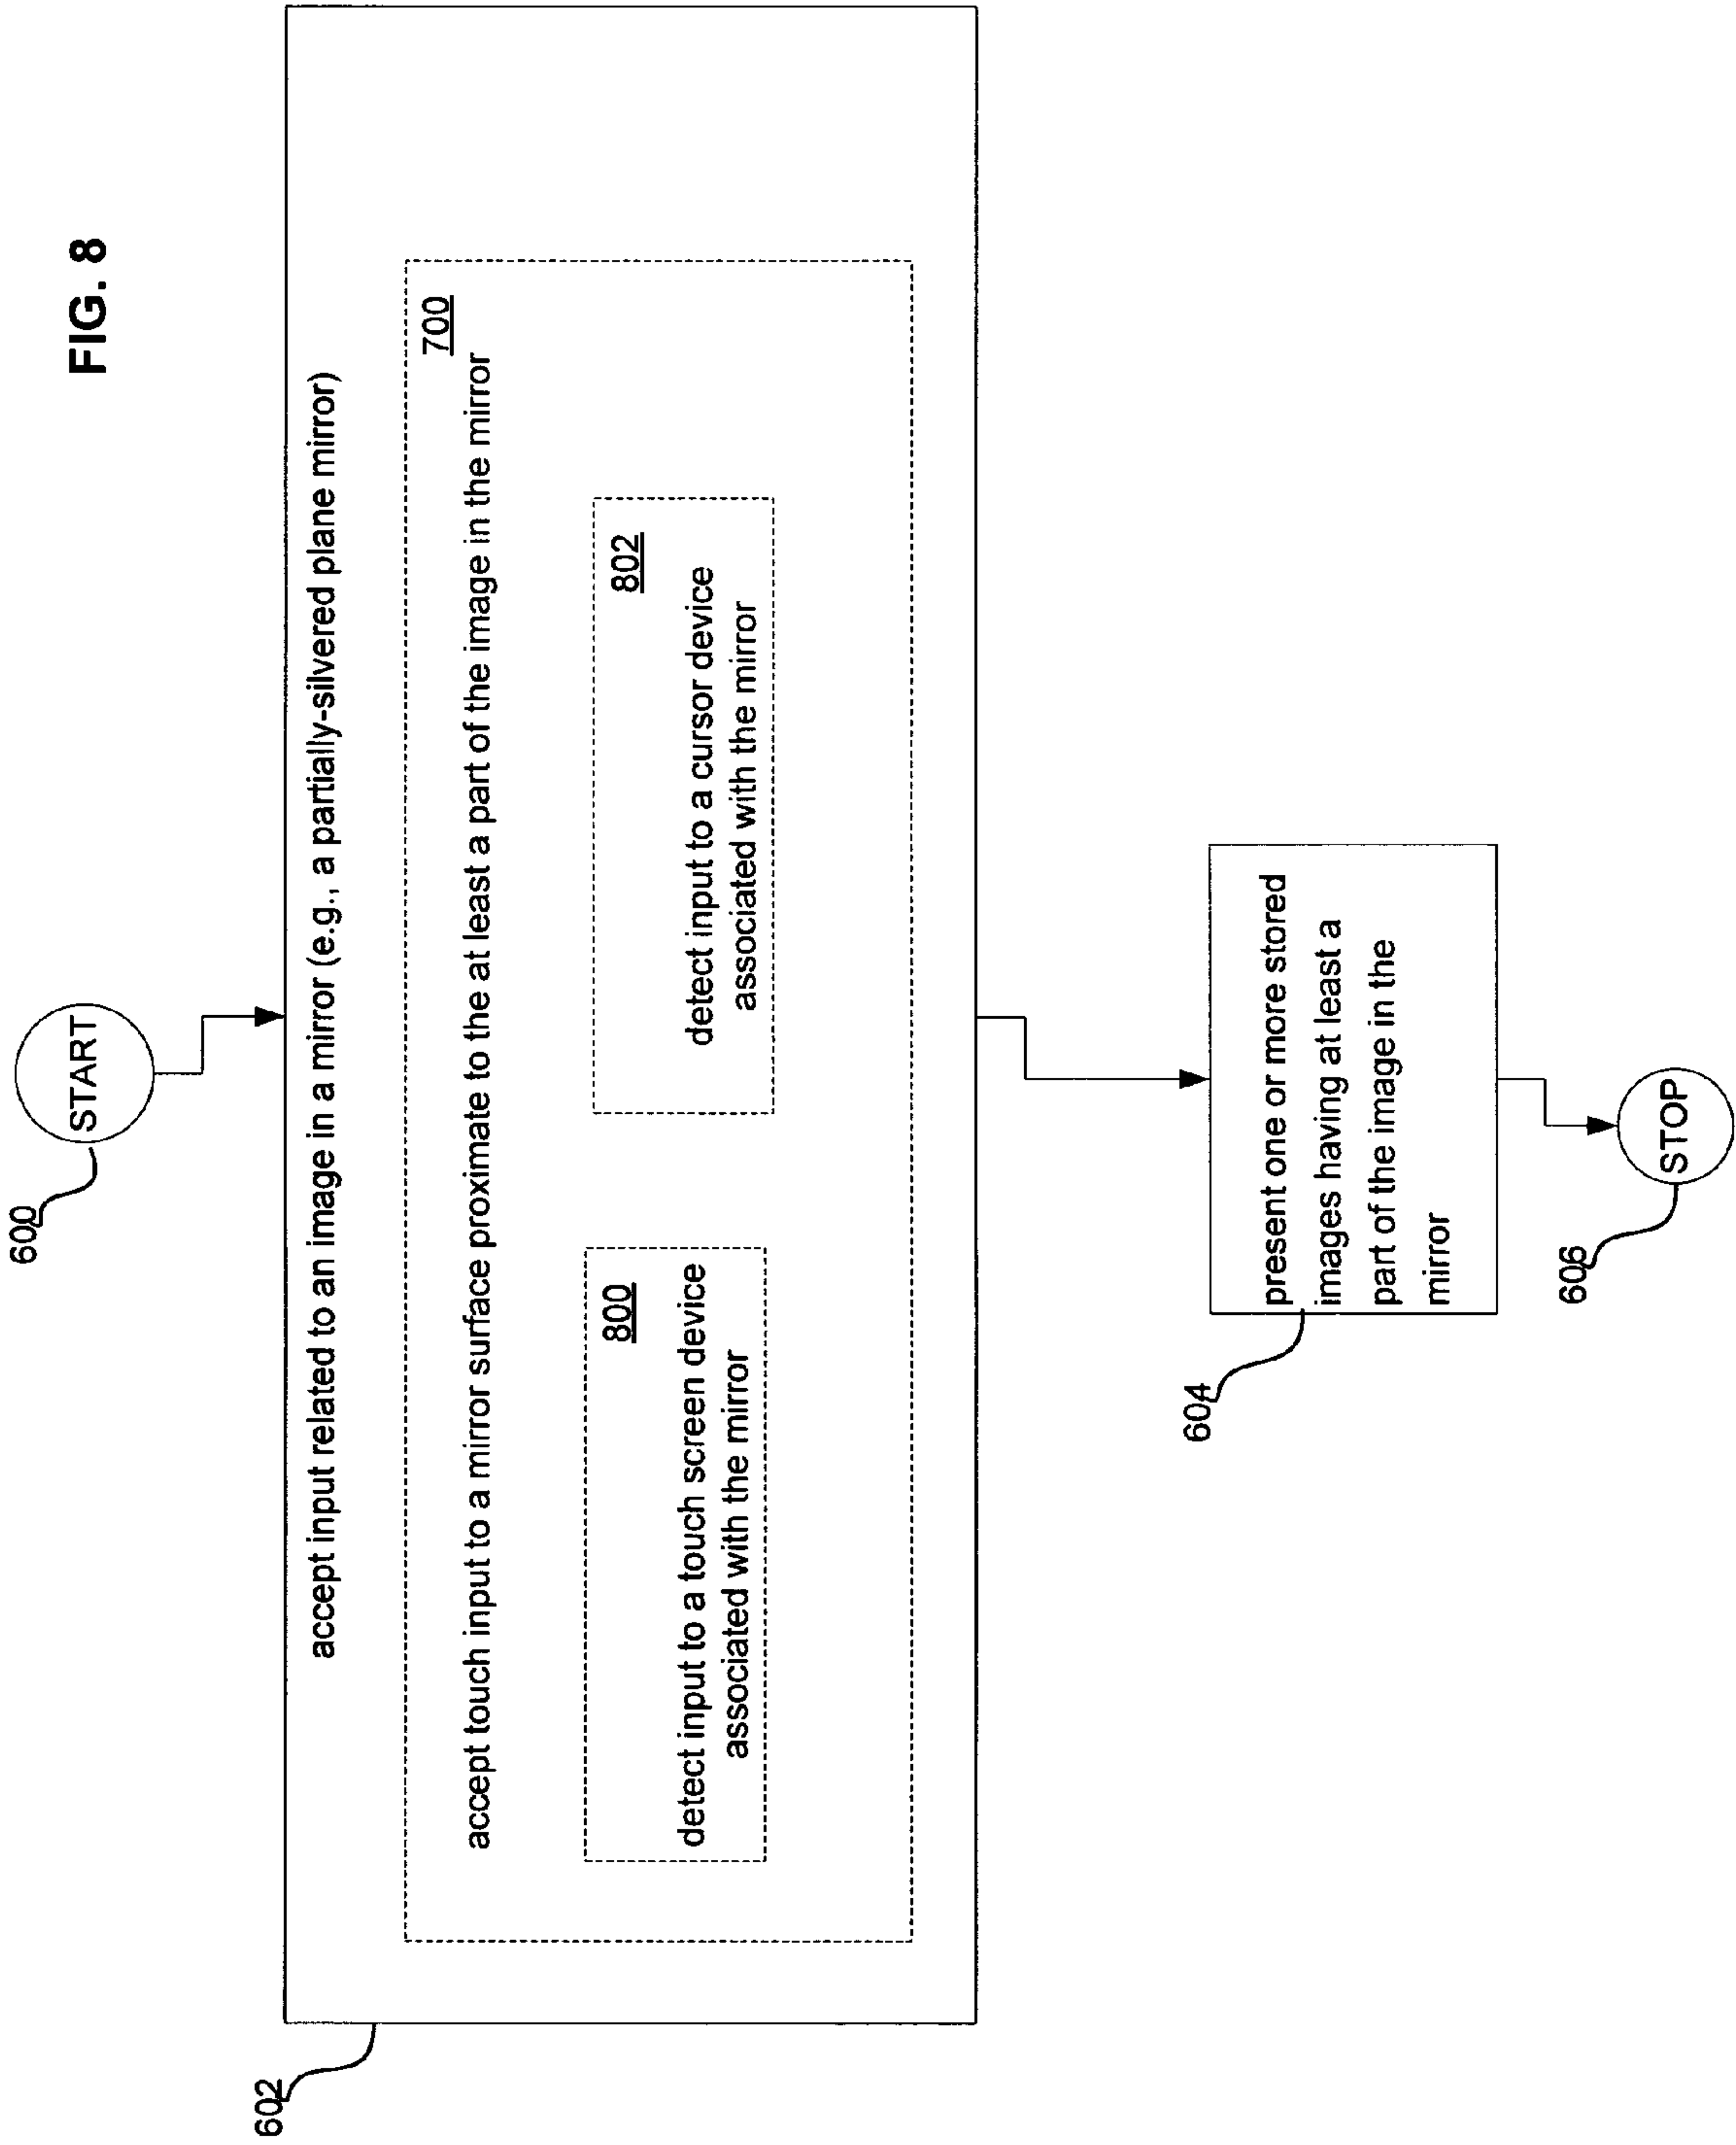 FIG. 8
600
START
602
accept input related to an image in a mirror (e.g., a partially-silvered plane mirror)
700
accept touch input to a mirror surface proximate to the at least a part of the image in the mirror
800
detect input to a touch screen device
associated with the mirror
802
detect input to a cursor device
associated with the mirror
604
present one or more stored
images having at least a
part of the image in the
mirror
606
STOP